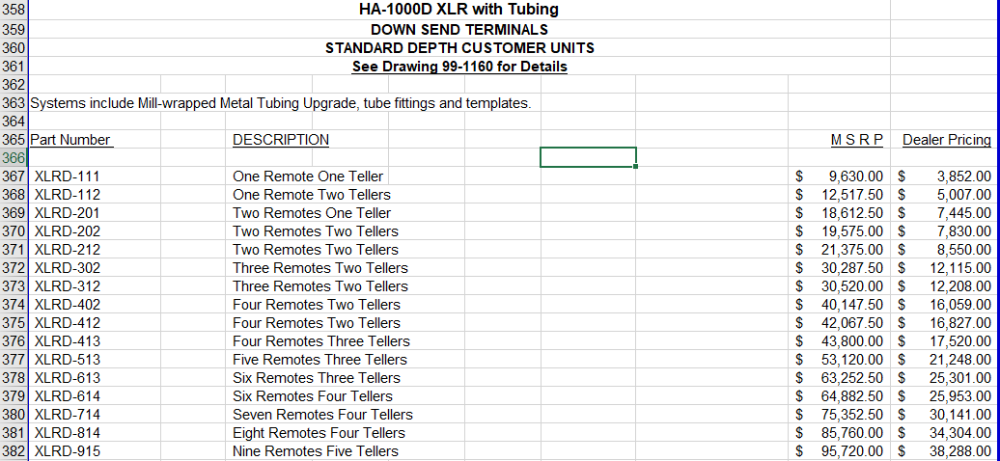 358 HA-1000D XLR with Tubing
359 DOWN SEND TERMINALS
360 STANDARD DEPTH CUSTOMER UNITS
361 See Drawing 99-1160 for Details
362
363 Systems include Mill-wrapped Metal Tubing Upgrade, tube fittings and templates.
364
365 Part Number DESCRIPTION M S R P Dealer Pricing
366
367 XLRD-111 One Remote One Teller $ 9,630.00 $ 3,852.00
368 XLRD-112 One Remote Two Tellers $ 12,517.50 $ 5,007.00
369 XLRD-201 Two Remotes One Teller $ 18,612.50 $ 7,445.00
370 XLRD-202 Two Remotes Two Tellers $ 19,575.00 $ 7,830.00
371 XLRD-212 Two Remotes Two Tellers $ 21,375.00 $ 8,550.00
372 XLRD-302 Three Remotes Two Tellers $ 30,287.50 $ 12,115.00
373 XLRD-312 Three Remotes Two Tellers $ 30,520.00 $ 12,208.00
374 XLRD-402 Four Remotes Two Tellers $ 40,147.50 $ 16,059.00
375 XLRD-412 Four Remotes Two Tellers $ 42,067.50 $ 16,827.00
376 XLRD-413 Four Remotes Three Tellers $ 43,800.00 $ 17,520.00
377 XLRD-513 Five Remotes Three Tellers $ 53,120.00 $ 21,248.00
378 XLRD-613 Six Remotes Three Tellers $ 63,252.50 $ 25,301.00
379 XLRD-614 Six Remotes Four Tellers $ 64,882.50 $ 25,953.00
380 XLRD-714 Seven Remotes Four Tellers $ 75,352.50 $ 30,141.00
381 XLRD-814 Eight Remotes Four Tellers $ 85,760.00 $ 34,304.00
382 XLRD-915 Nine Remotes Five Tellers $ 95,720.00 $ 38,288.00